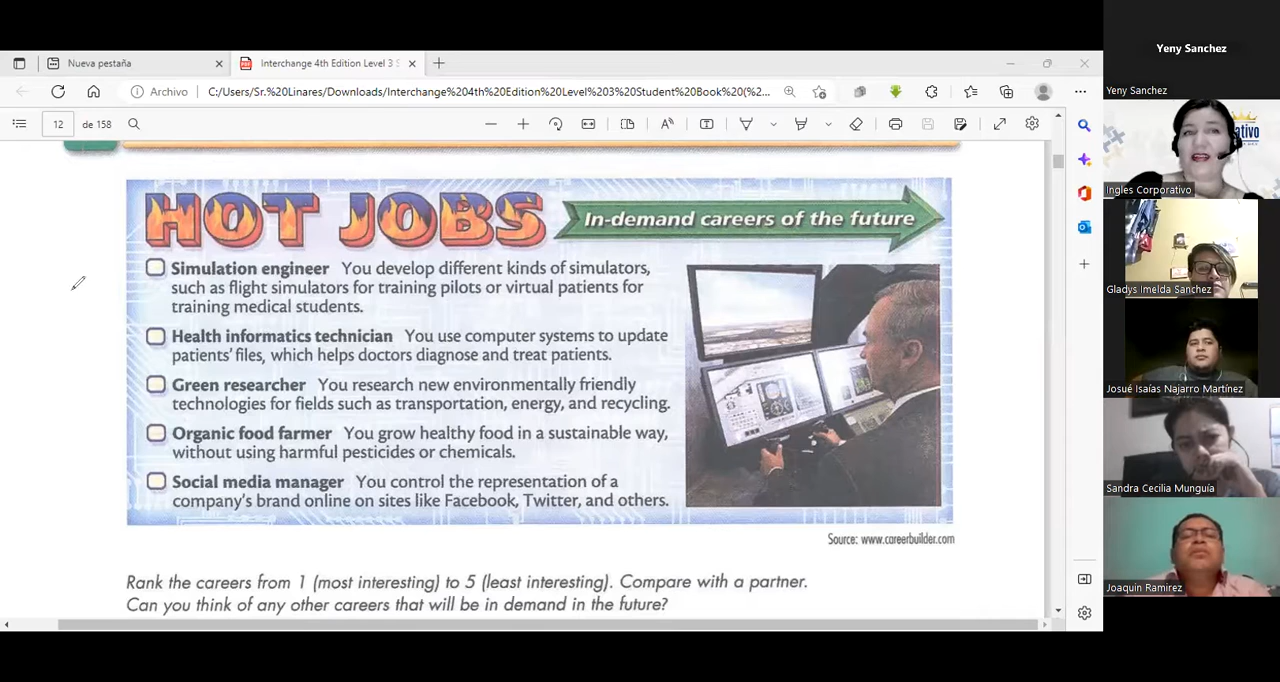 Nueva pestaña
Interchange 4th Edition Level 3 S
Archivo
C:/Users/Sr.%20Linares/Downloads/Interchange%204th%20Edition%20Level%203%20Student%20Book%20(%2...
12 de 158
HOT JOBS
In-demand careers of the future
Simulation engineer You develop different kinds of simulators,
such as flight simulators for training pilots or virtual patients for
training medical students.
Health informatics technician You use computer systems to update
patients' files, which helps doctors diagnose and treat patients.
Green researcher You research new environmentally friendly
technologies for fields such as transportation, energy, and recycling.
Organic food farmer You grow healthy food in a sustainable way,
without using harmful pesticides or chemicals.
Social media manager You control the representation of a
company's brand online on sites like Facebook, Twitter, and others.
Source: www.careerbuilder.com
Rank the careers from 1 (most interesting) to 5 (least interesting). Compare with a partner.
Can you think of any other careers that will be in demand in the future?
Yeny Sanchez
Yeny Sanchez
ativo
Ingles Corporativo
Gladys Imelda Sanchez
Josué Isaías Najarro Martínez
Sandra Cecilia Munguía
Joaquin Ramirez